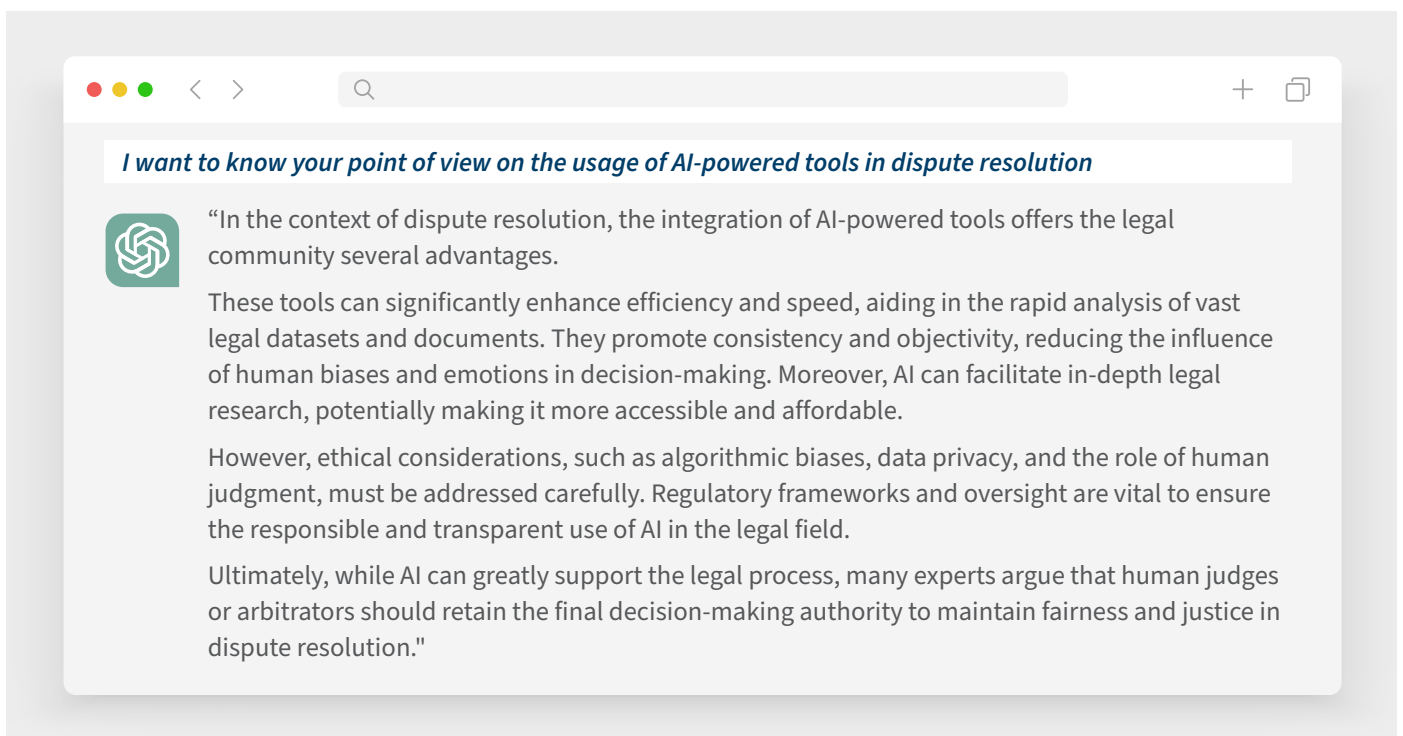 I want to know your point of view on the usage of AI-powered tools in dispute resolution
“In the context of dispute resolution, the integration of AI-powered tools offers the legal
community several advantages.
These tools can significantly enhance efficiency and speed, aiding in the rapid analysis of vast
legal datasets and documents. They promote consistency and objectivity, reducing the influence
of human biases and emotions in decision-making. Moreover, AI can facilitate in-depth legal
research, potentially making it more accessible and affordable.
However, ethical considerations, such as algorithmic biases, data privacy, and the role of human
judgment, must be addressed carefully. Regulatory frameworks and oversight are vital to ensure
the responsible and transparent use of AI in the legal field.
Ultimately, while AI can greatly support the legal process, many experts argue that human judges
or arbitrators should retain the final decision-making authority to maintain fairness and justice in
dispute resolution."